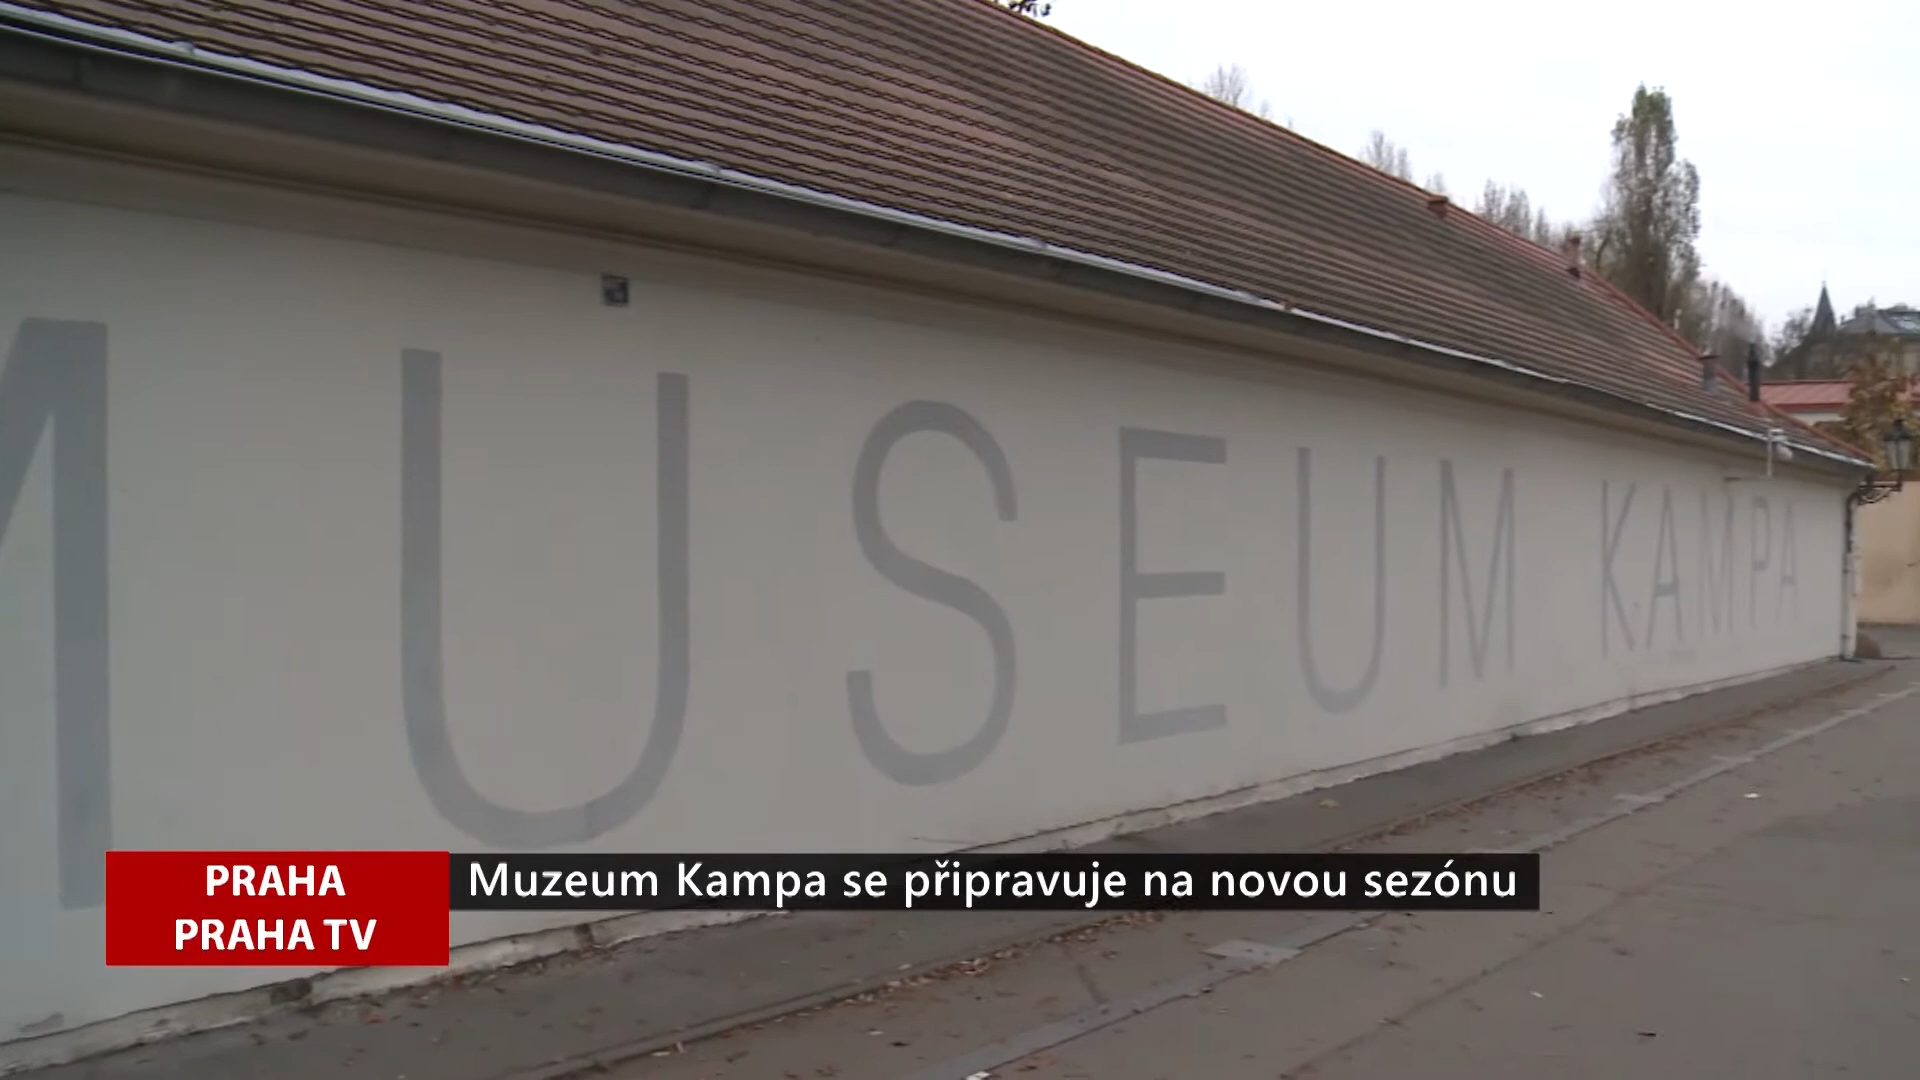 MUSEUM KAMPA
PRAHA
PRAHA TV
Muzeum Kampa se připravuje na novou sezónu